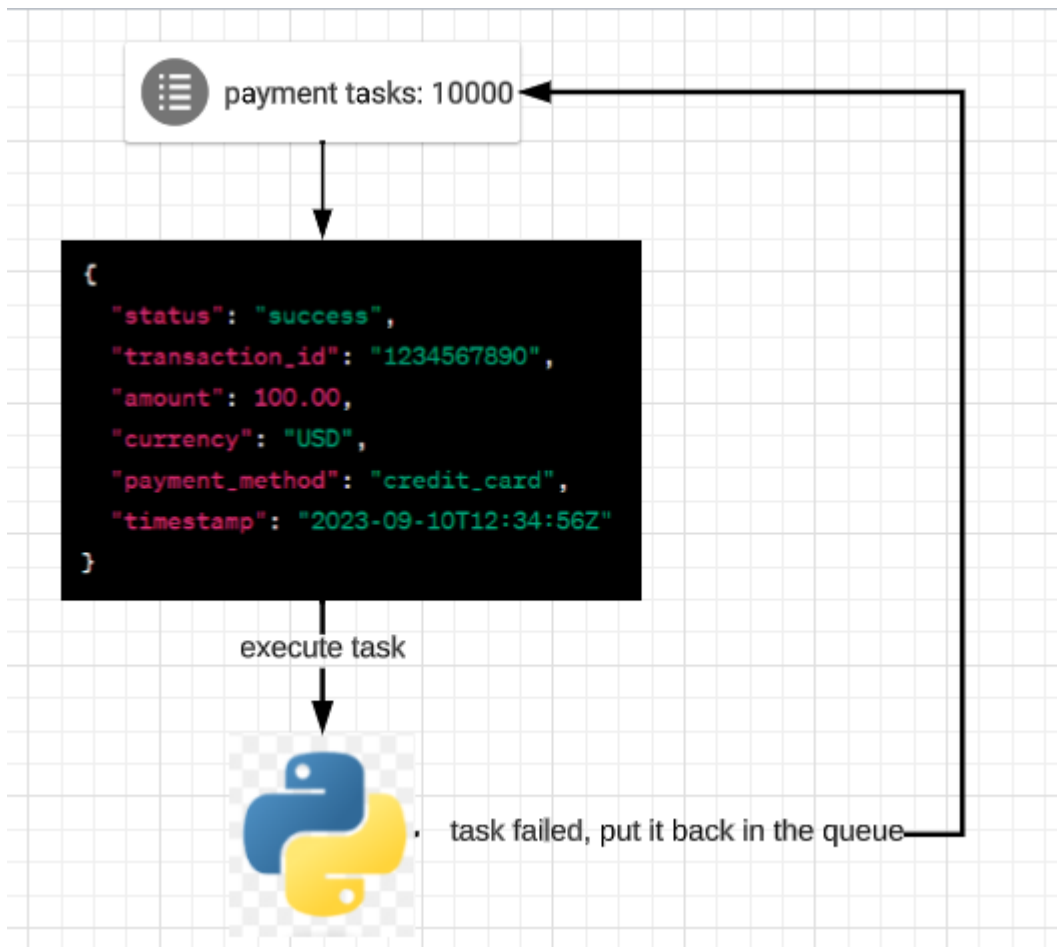 payment tasks: 10000
{
"status": "success",
"transaction_id": "1234567890",
"amount": 100.00,
"currency": "USD",
"payment_method": "credit_card",
"timestamp": "2023-09-10T12:34:56Z"
}
execute task
task failed, put it back in the queue